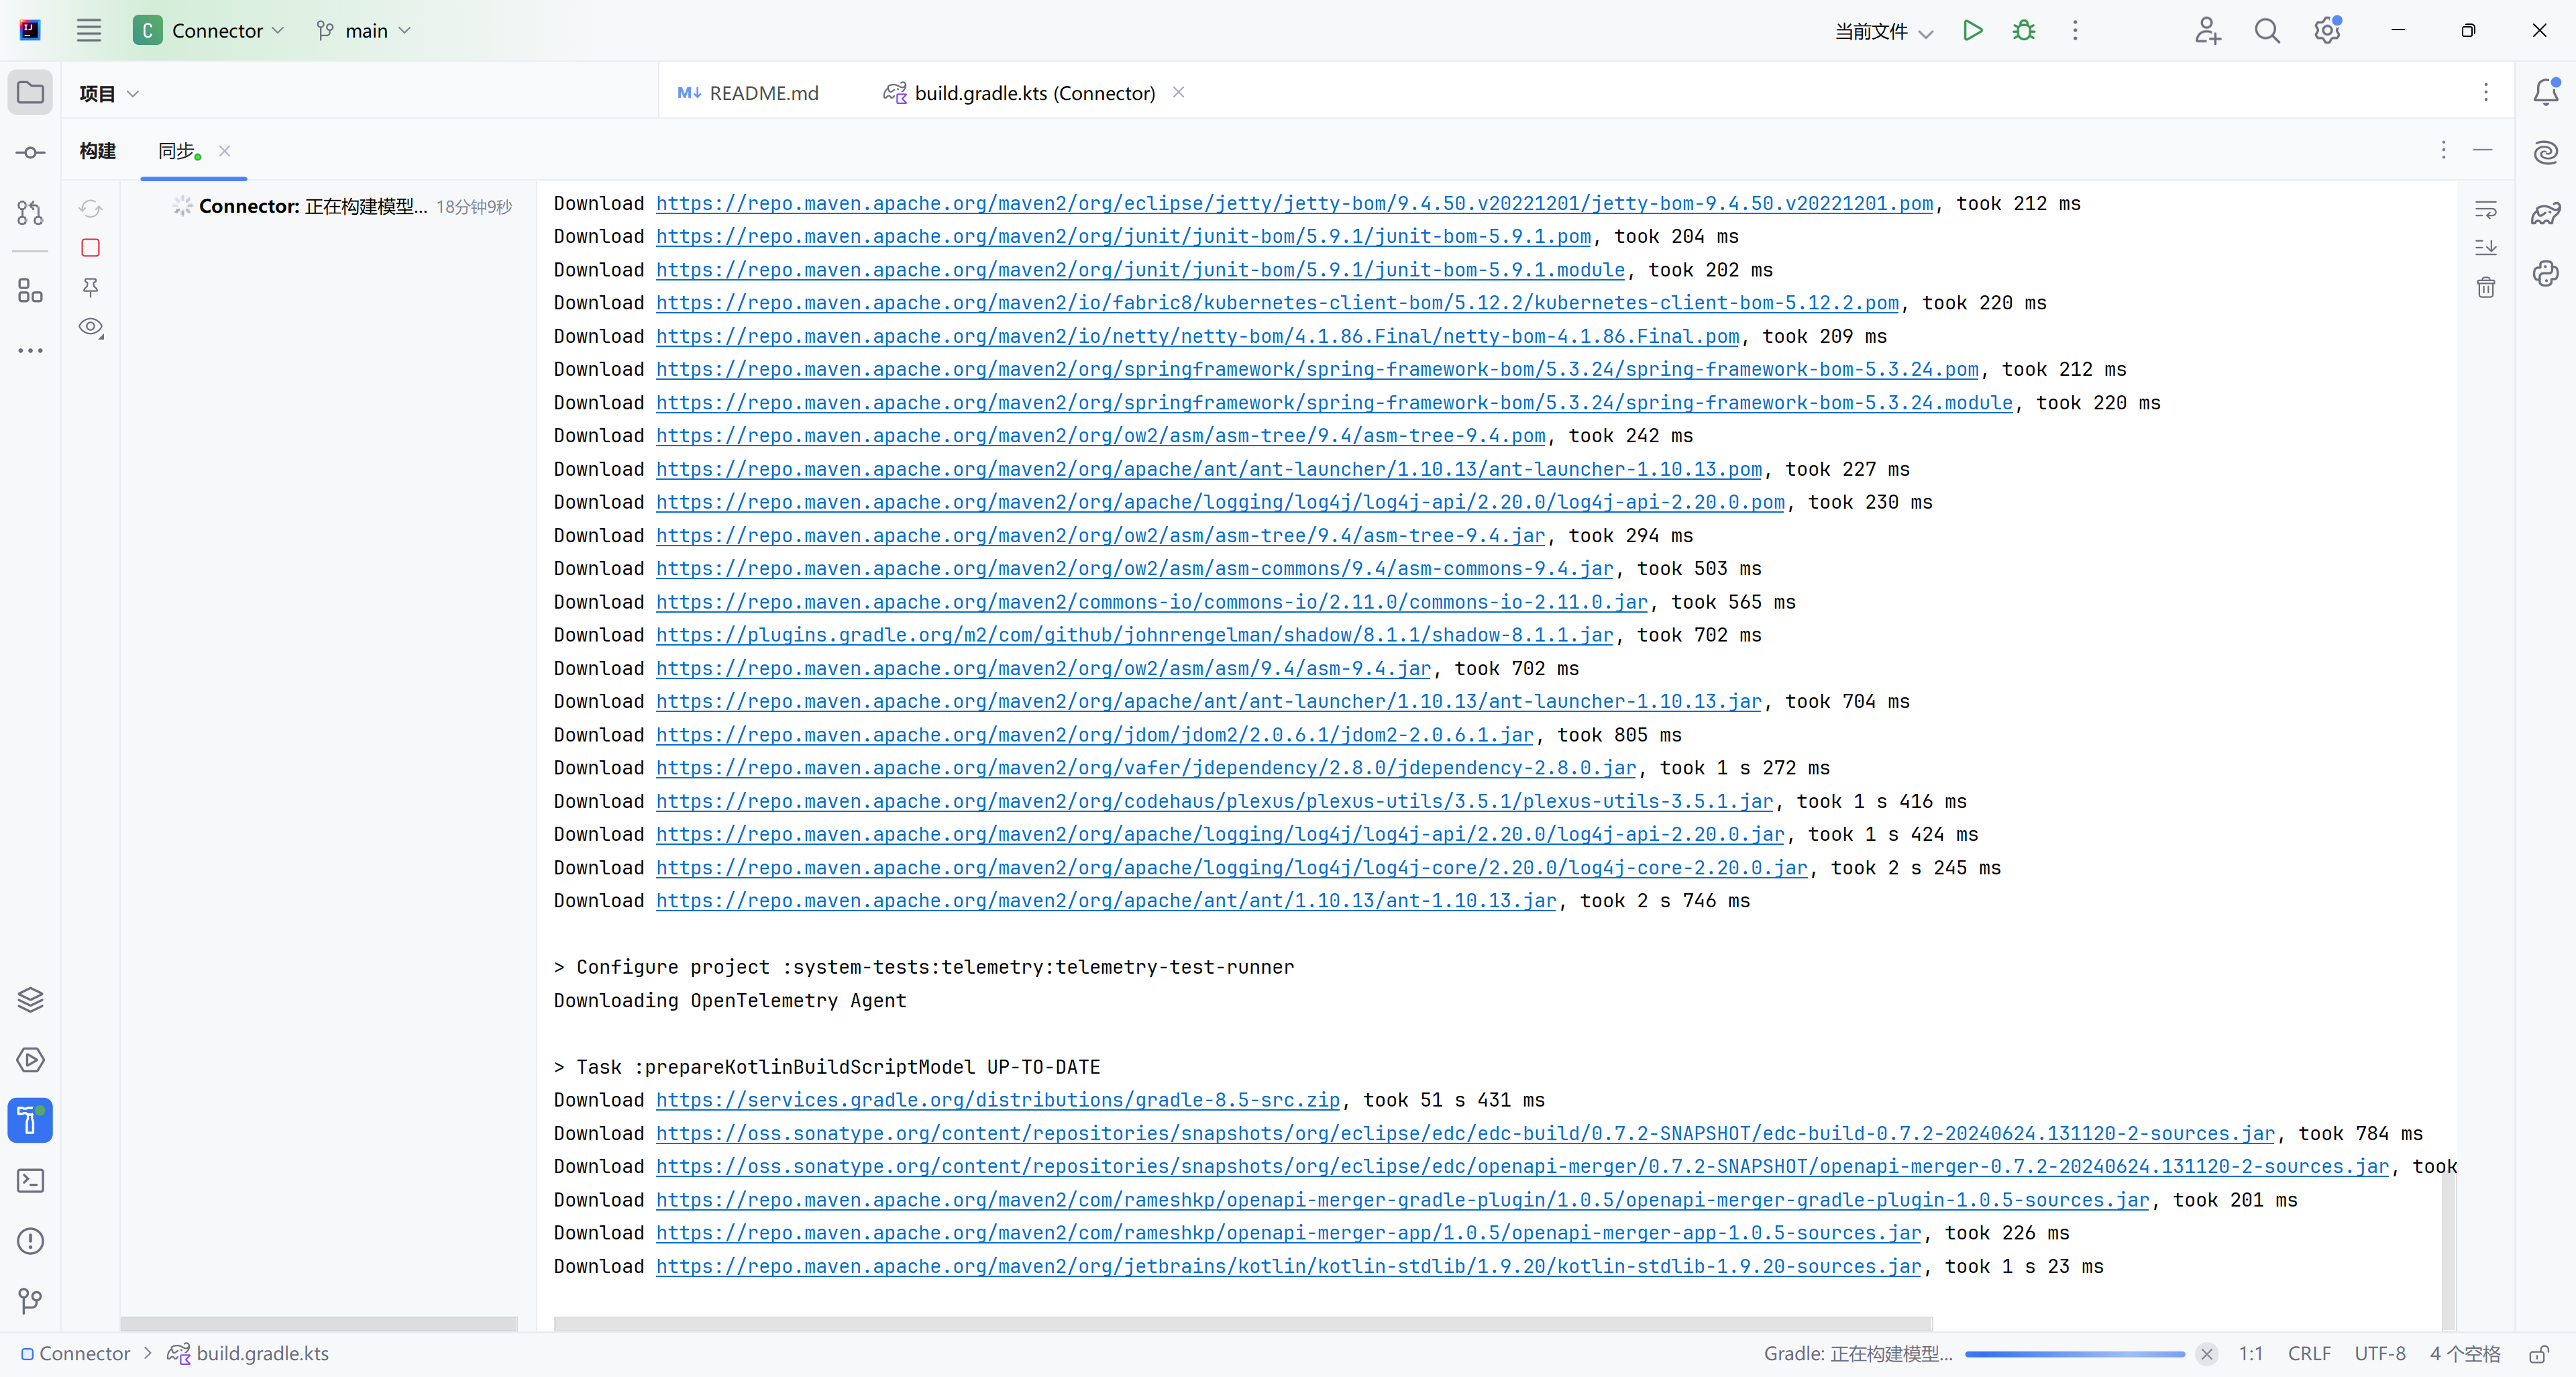 C Connector main 当前文件
项目 README.md build.gradle.kts (Connector)
构建 同步
Connector: 正在构建模型... 18分钟9秒
Download https://repo.maven.apache.org/maven2/org/eclipse/jetty/jetty-bom/9.4.50.v20221201/jetty-bom-9.4.50.v20221201.pom, took 212 ms
Download https://repo.maven.apache.org/maven2/org/junit/junit-bom/5.9.1/junit-bom-5.9.1.pom, took 204 ms
Download https://repo.maven.apache.org/maven2/org/junit/junit-bom/5.9.1/junit-bom-5.9.1.module, took 202 ms
Download https://repo.maven.apache.org/maven2/io/fabric8/kubernetes-client-bom/5.12.2/kubernetes-client-bom-5.12.2.pom, took 220 ms
Download https://repo.maven.apache.org/maven2/io/netty/netty-bom/4.1.86.Final/netty-bom-4.1.86.Final.pom, took 209 ms
Download https://repo.maven.apache.org/maven2/org/springframework/spring-framework-bom/5.3.24/spring-framework-bom-5.3.24.pom, took 212 ms
Download https://repo.maven.apache.org/maven2/org/springframework/spring-framework-bom/5.3.24/spring-framework-bom-5.3.24.module, took 220 ms
Download https://repo.maven.apache.org/maven2/org/ow2/asm/asm-tree/9.4/asm-tree-9.4.pom, took 242 ms
Download https://repo.maven.apache.org/maven2/org/apache/ant/ant-launcher/1.10.13/ant-launcher-1.10.13.pom, took 227 ms
Download https://repo.maven.apache.org/maven2/org/apache/logging/log4j/log4j-api/2.20.0/log4j-api-2.20.0.pom, took 230 ms
Download https://repo.maven.apache.org/maven2/org/ow2/asm/asm-tree/9.4/asm-tree-9.4.jar, took 294 ms
Download https://repo.maven.apache.org/maven2/org/ow2/asm/asm-commons/9.4/asm-commons-9.4.jar, took 503 ms
Download https://repo.maven.apache.org/maven2/commons-io/commons-io/2.11.0/commons-io-2.11.0.jar, took 565 ms
Download https://plugins.gradle.org/m2/com/github/johnrengelman/shadow/8.1.1/shadow-8.1.1.jar, took 702 ms
Download https://repo.maven.apache.org/maven2/org/ow2/asm/asm/9.4/asm-9.4.jar, took 702 ms
Download https://repo.maven.apache.org/maven2/org/apache/ant/ant-launcher/1.10.13/ant-launcher-1.10.13.jar, took 704 ms
Download https://repo.maven.apache.org/maven2/org/jdom/jdom2/2.0.6.1/jdom2-2.0.6.1.jar, took 805 ms
Download https://repo.maven.apache.org/maven2/org/vafer/jdependency/2.8.0/jdependency-2.8.0.jar, took 1 s 272 ms
Download https://repo.maven.apache.org/maven2/org/codehaus/plexus/plexus-utils/3.5.1/plexus-utils-3.5.1.jar, took 1 s 416 ms
Download https://repo.maven.apache.org/maven2/org/apache/logging/log4j/log4j-api/2.20.0/log4j-api-2.20.0.jar, took 1 s 424 ms
Download https://repo.maven.apache.org/maven2/org/apache/logging/log4j/log4j-core/2.20.0/log4j-core-2.20.0.jar, took 2 s 245 ms
Download https://repo.maven.apache.org/maven2/org/apache/ant/ant/1.10.13/ant-1.10.13.jar, took 2 s 746 ms
> Configure project :system-tests:telemetry:telemetry-test-runner
Downloading OpenTelemetry Agent
> Task :prepareKotlinBuildScriptModel UP-TO-DATE
Download https://services.gradle.org/distributions/gradle-8.5-src.zip, took 51 s 431 ms
Download https://oss.sonatype.org/content/repositories/snapshots/org/eclipse/edc/edc-build/0.7.2-SNAPSHOT/edc-build-0.7.2-20240624.131120-2-sources.jar, took 784 ms
Download https://oss.sonatype.org/content/repositories/snapshots/org/eclipse/edc/openapi-merger/0.7.2-SNAPSHOT/openapi-merger-0.7.2-20240624.131120-2-sources.jar, took
Download https://repo.maven.apache.org/maven2/com/rameshkp/openapi-merger-gradle-plugin/1.0.5/openapi-merger-gradle-plugin-1.0.5-sources.jar, took 201 ms
Download https://repo.maven.apache.org/maven2/com/rameshkp/openapi-merger-app/1.0.5/openapi-merger-app-1.0.5-sources.jar, took 226 ms
Download https://repo.maven.apache.org/maven2/org/jetbrains/kotlin/kotlin-stdlib/1.9.20/kotlin-stdlib-1.9.20-sources.jar, took 1 s 23 ms
Connector > build.gradle.kts Gradle: 正在构建模型... 1:1 CRLF UTF-8 4 个空格